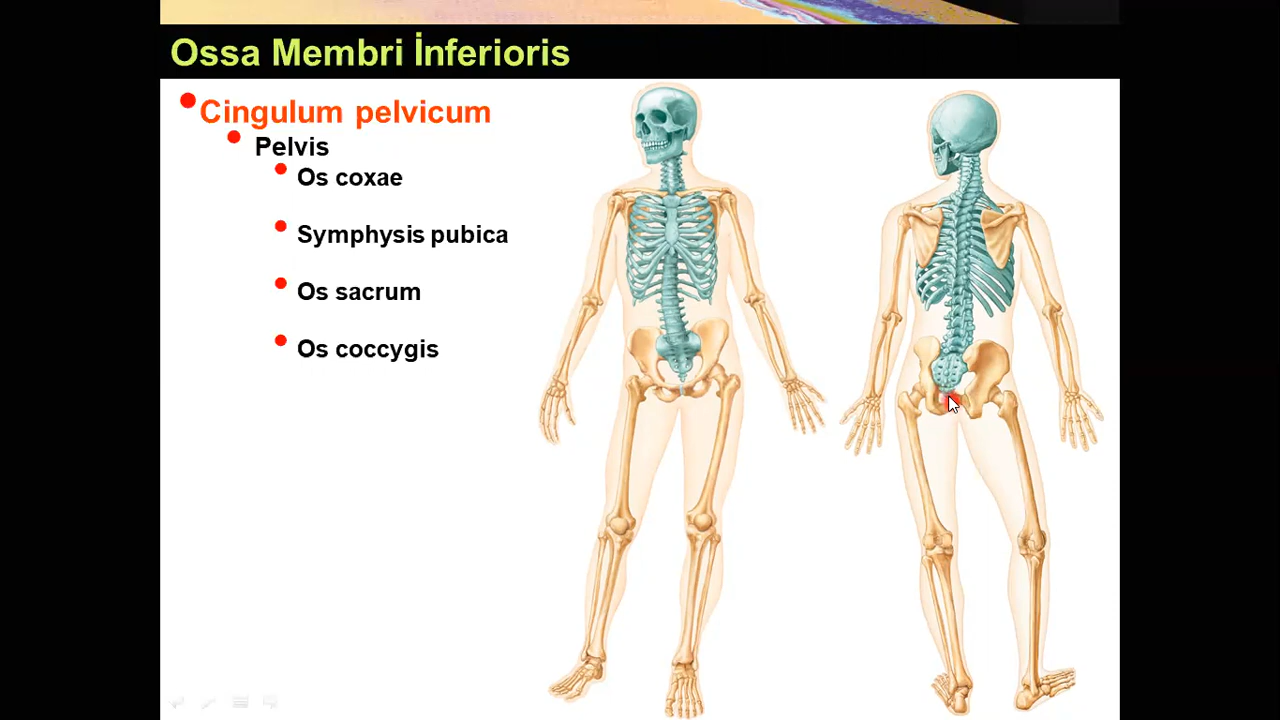 Ossa Membri İnferioris
Cingulum pelvicum
Pelvis
Os coxae
Symphysis pubica
Os sacrum
Os coccygis